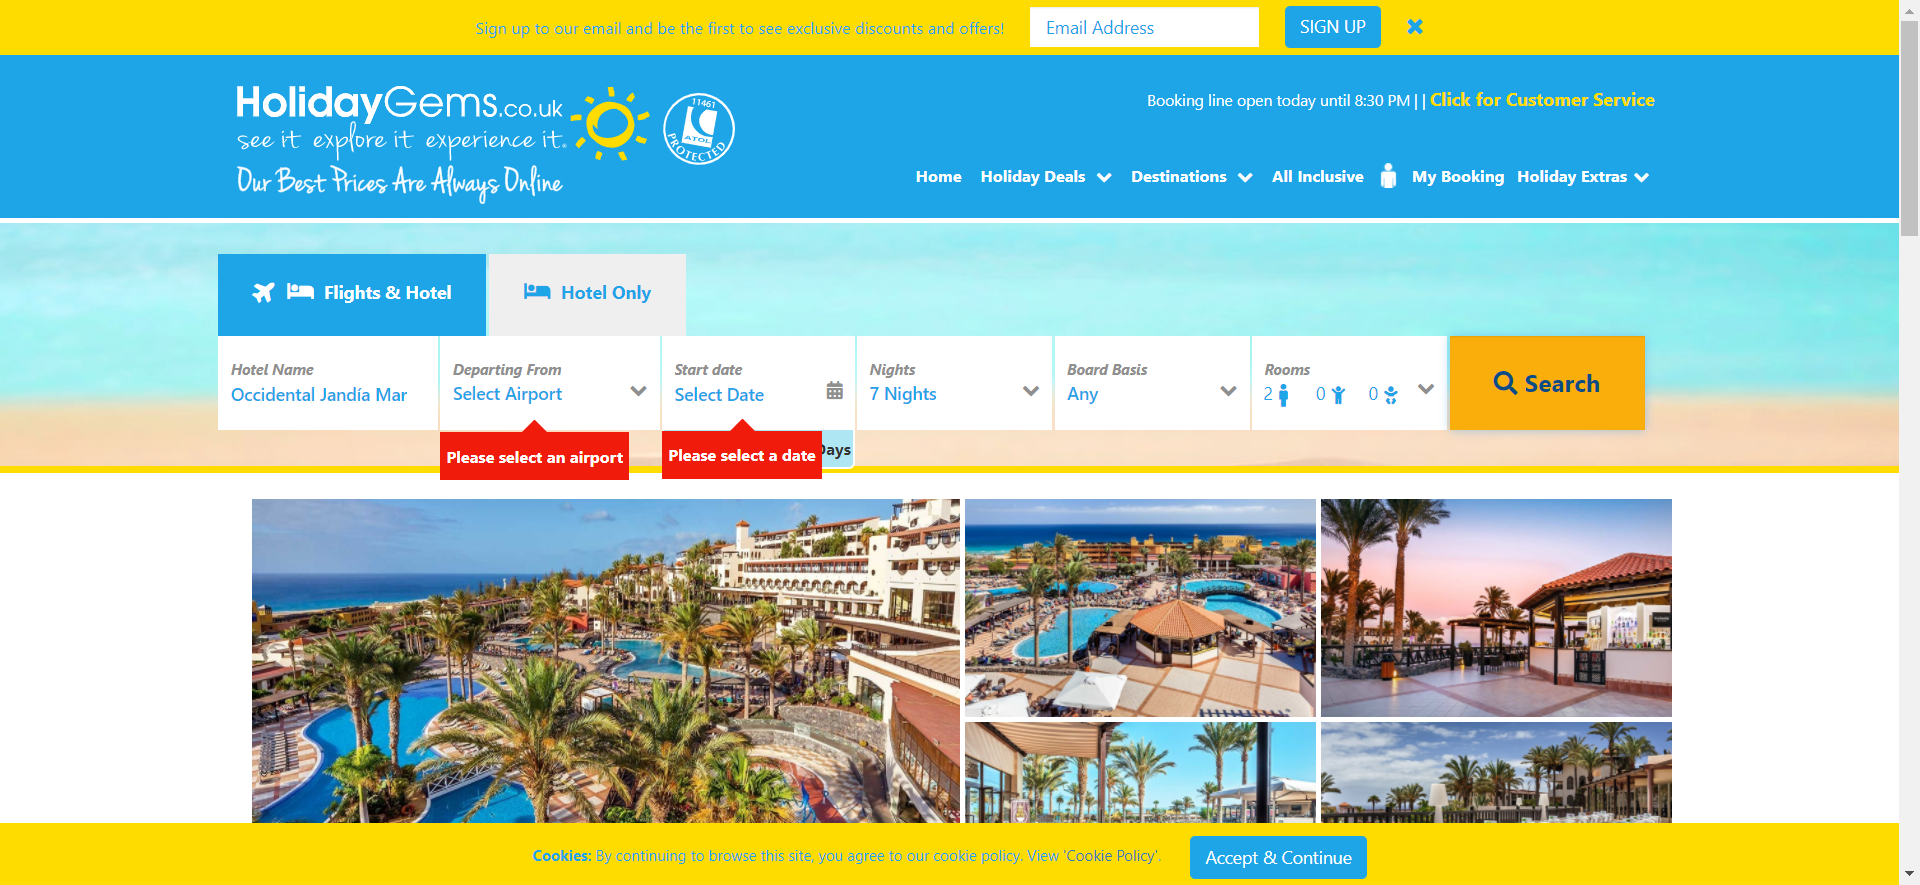 Sign up to our email and be the first to see exclusive discounts and offers!
Email Address
SIGN UP
HolidayGems.co.uk
see it explore it experience it.
Our Best Prices Are Always Online
11461
ATOL
PROTECTED
Booking line open today until 8:30 PM | | Click for Customer Service
Home
Holiday Deals
Destinations
All Inclusive
My Booking
Holiday Extras
Flights & Hotel
Hotel Only
Hotel Name
Occidental Jandía Mar
Departing From
Select Airport
Start date
Select Date
Nights
7 Nights
Board Basis
Any
Rooms
2
0
0
Search
Please select an airport
Please select a date
Days
Cookies: By continuing to browse this site, you agree to our cookie policy. View 'Cookie Policy'.
Accept & Continue